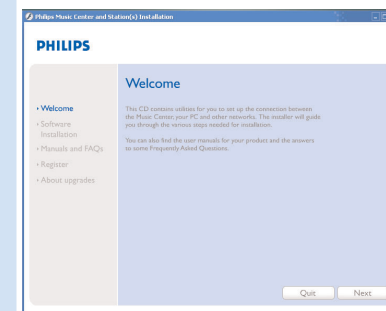 Philips Music Center and Station(s) Installation
PHILIPS
Welcome
Welcome
Software
Installation
Manuals and FAQs
Register
About upgrades
This CD contains utilities for you to set up the connection between
the Music Center, your PC and other networks. The installer will guide
you through the various steps needed for installation.
You can also find the user manuals for your product and the answers
to some Frequently Asked Questions.
Quit
Next